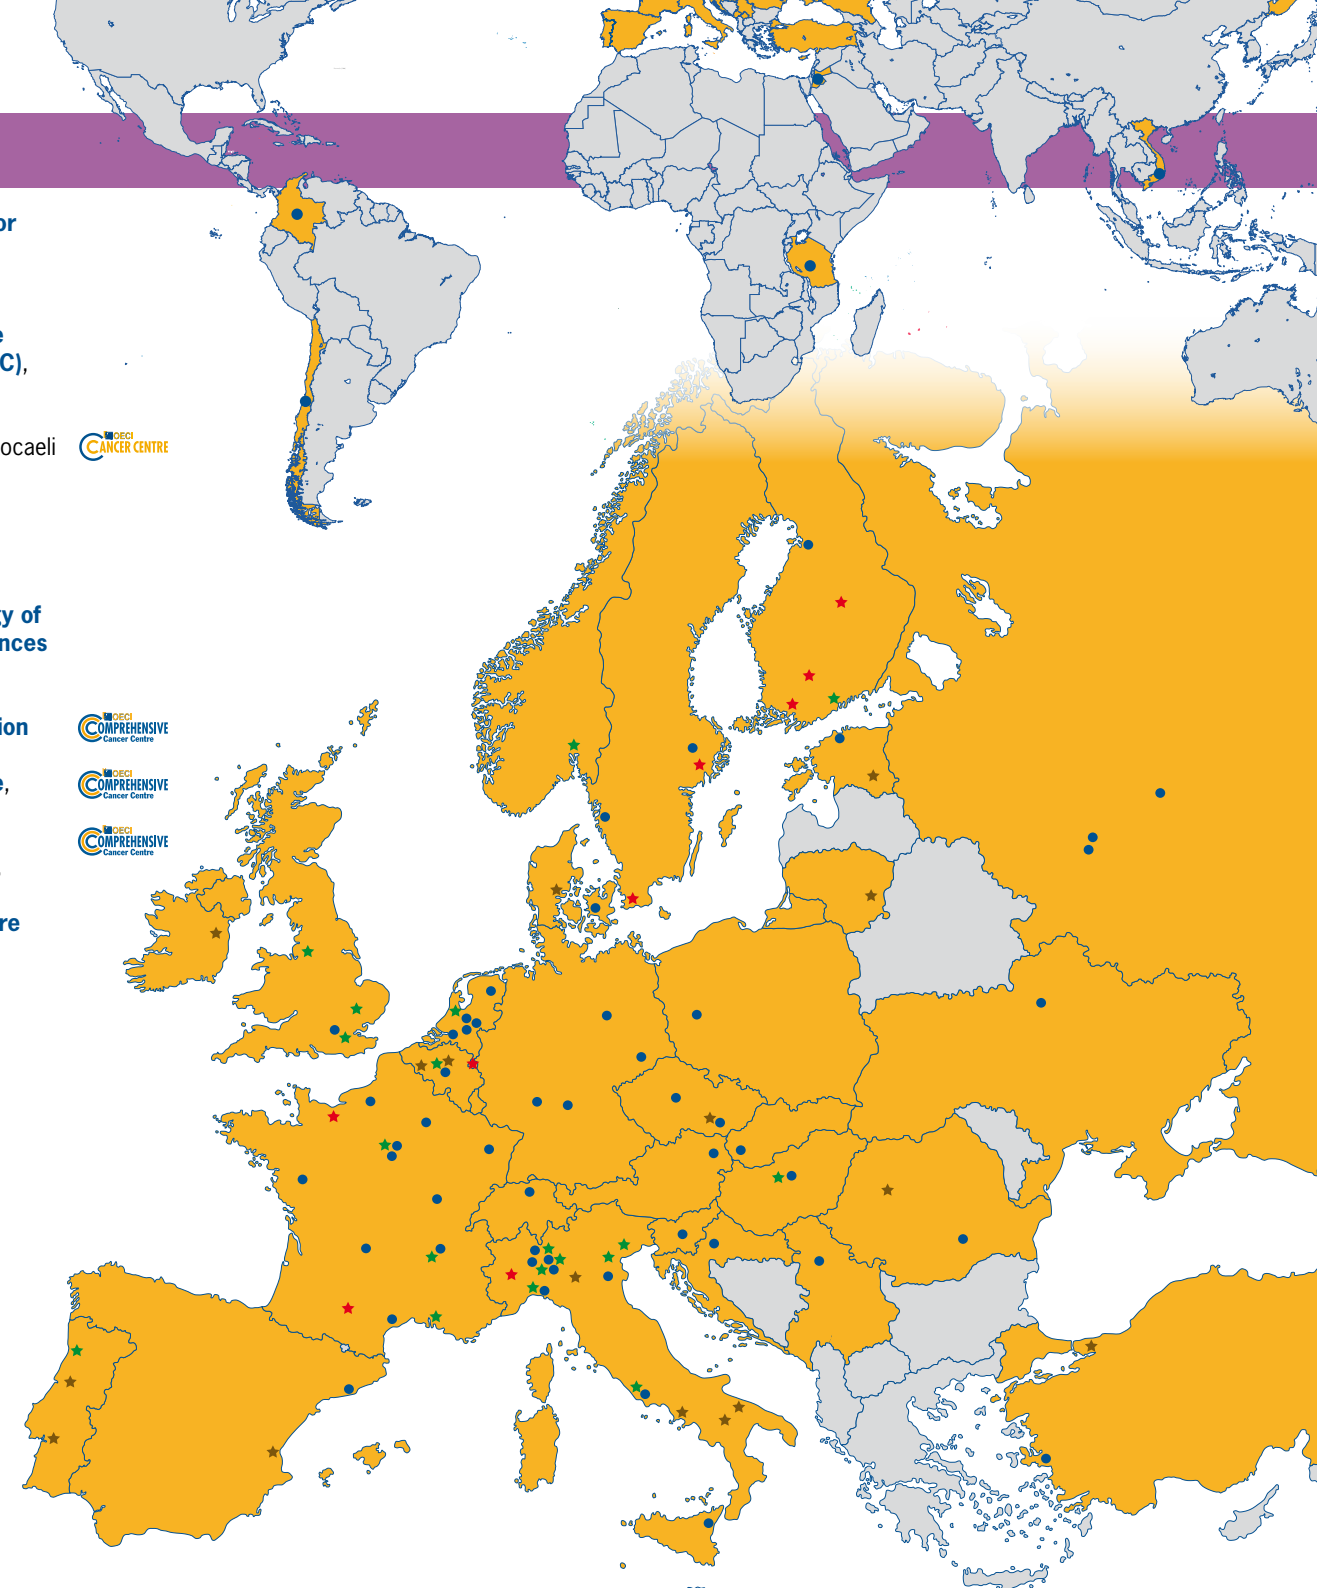 or
e
C),
ocaeli
OECI
CANCER CENTRE
gy of
nces
ion
OECI
COMPREHENSIVE
Cancer Centre
e,
OECI
COMPREHENSIVE
Cancer Centre
OECI
COMPREHENSIVE
Cancer Centre
re